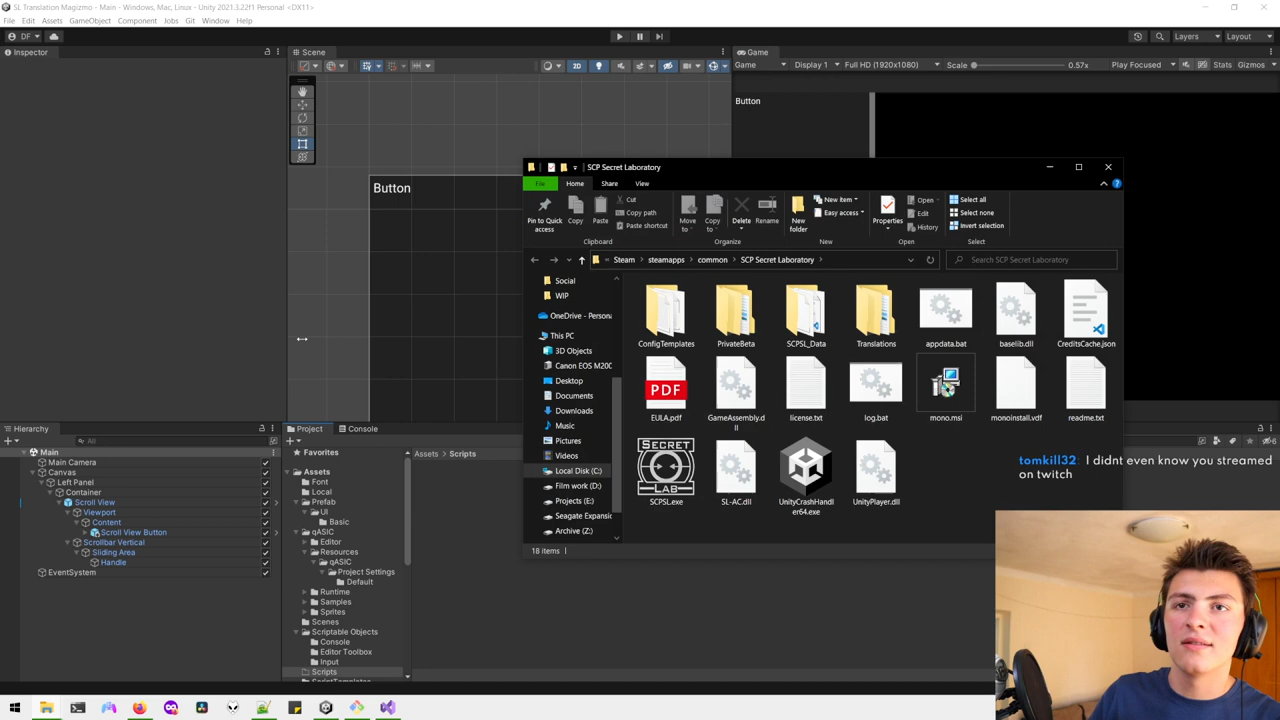 SL Translation Magizmo - Main - Windows, Mac, Linux - Unity 2021.3.22f1 Personal <DX11>
File Edit Assets GameObject Component Jobs Git Window Help
DF
Layers
Layout
Inspector
Scene
Game
Game
Display 1
Full HD (1920x1080)
Scale
0.57x
Play Focused
Stats
Gizmos
2D
Button
Button
SCP Secret Laboratory
File
Home
Share
View
Pin to Quick access
Copy
Paste
Cut
Copy path
Paste shortcut
Clipboard
Move to
Copy to
Delete
Rename
Organize
New folder
New item
Easy access
New
Properties
Open
Edit
History
Open
Select all
Select none
Invert selection
Select
« Steam > steamapps > common > SCP Secret Laboratory >
Search SCP Secret Laboratory
Social
WIP
OneDrive - Persona
This PC
3D Objects
Canon EOS M200
Desktop
Documents
Downloads
Music
Pictures
Videos
Local Disk (C:)
Film work (D:)
Projects (E:)
Seagate Expansio
Archive (Z:)
ConfigTemplates
PrivateBeta
SCPSL_Data
Translations
appdata.bat
baselib.dll
CreditsCache.json
PDF
EULA.pdf
GameAssembly.dll
license.txt
log.bat
mono.msi
monoinstall.vdf
readme.txt
SECRET LAB
SCPSL.exe
SL-AC.dll
UnityCrashHandler64.exe
UnityPlayer.dll
18 items
tomkill32: I didnt even know you streamed
on twitch
Hierarchy
All
Main
Main Camera
Canvas
Left Panel
Container
Scroll View
Viewport
Content
Scroll View Button
Scrollbar Vertical
Sliding Area
Handle
EventSystem
Project
Console
Favorites
Assets
Font
Local
Prefab
UI
Basic
qASIC
Editor
Resources
qASIC
Project Settings
Default
Runtime
Samples
Sprites
Scenes
Scriptable Objects
Console
Editor Toolbox
Input
Scripts
ScriptTemplates
Assets > Scripts
6